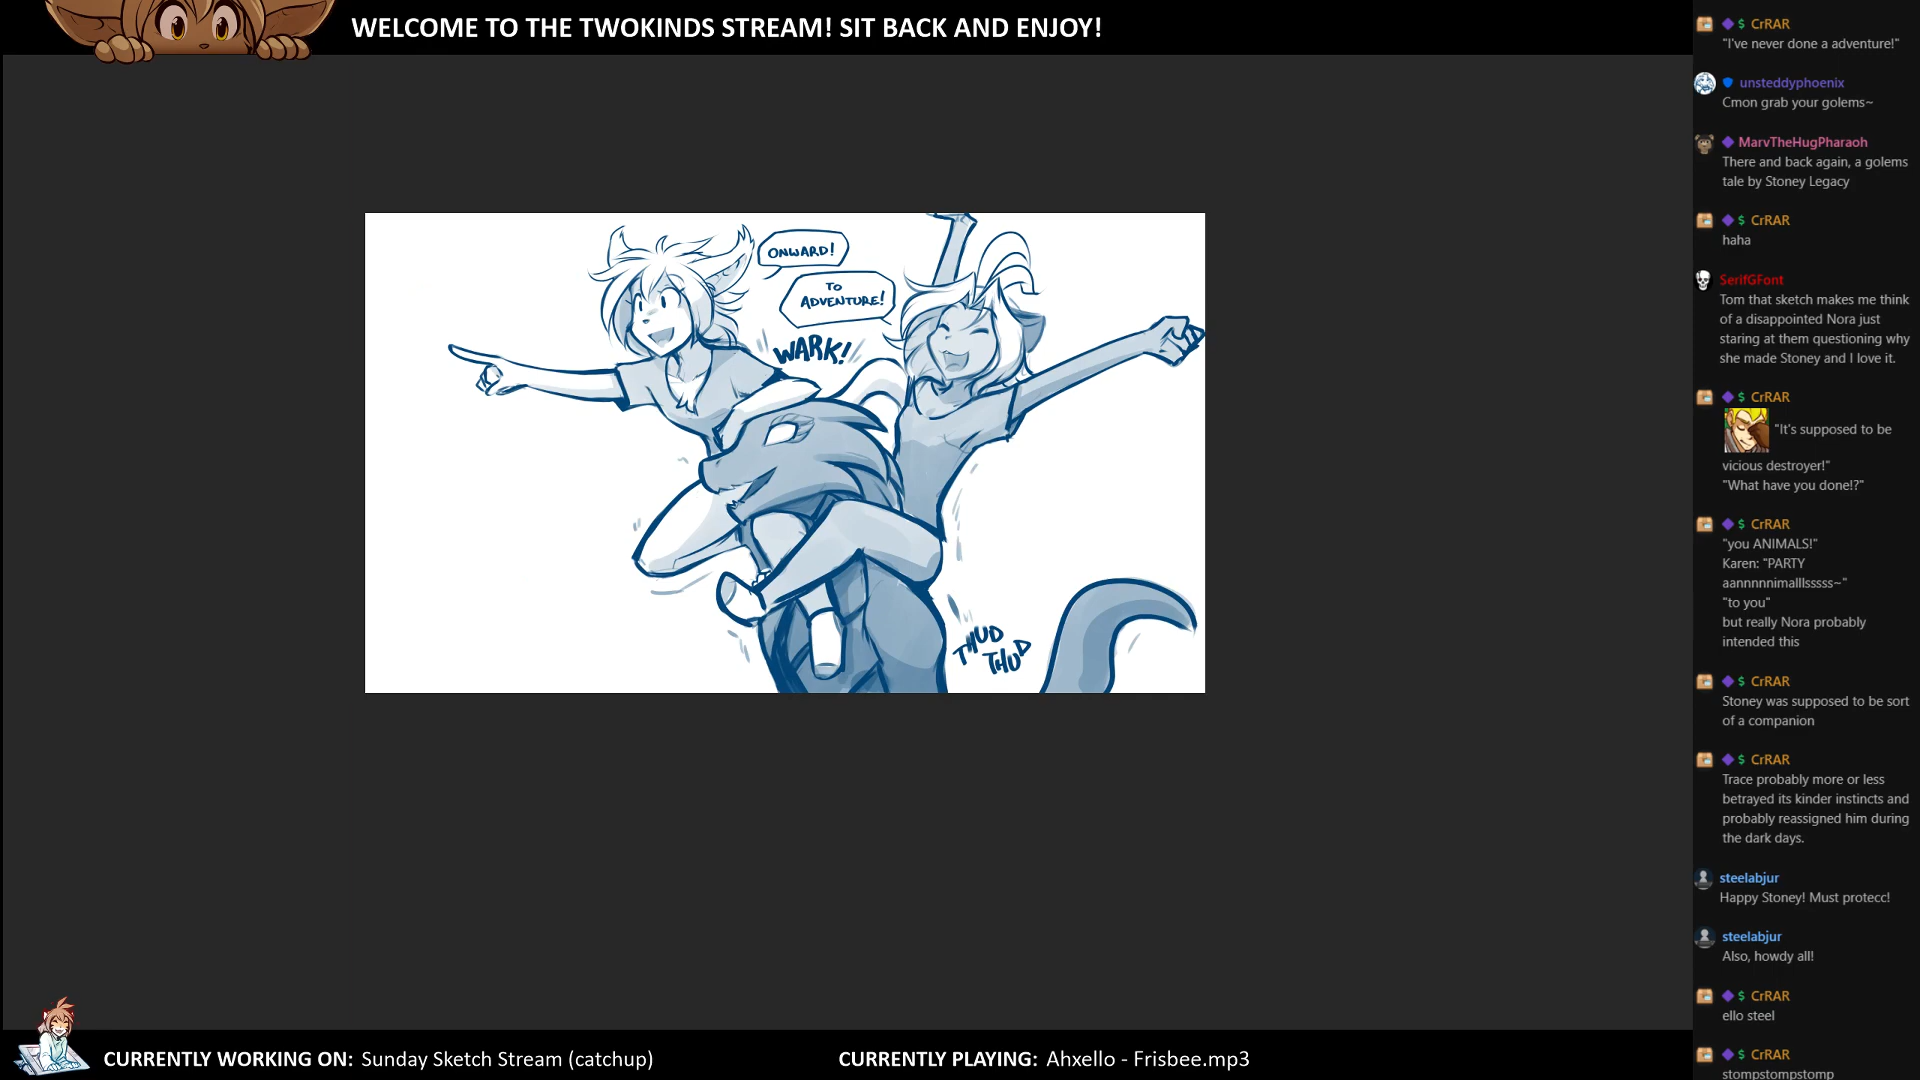 WELCOME TO THE TWOKINDS STREAM! SIT BACK AND ENJOY!
ONWARD!
TO
ADVENTURE!
WARK!
THUD
THUD
CrRAR
"I've never done a adventure!"
unsteddyphoenix
Cmon grab your golems~
MarvTheHugPharaoh
There and back again, a golems
tale by Stoney Legacy
$ CrRAR
haha
SerifGFont
Tom that sketch makes me think
of a disappointed Nora just
staring at them questioning why
she made Stoney and I love it.
$ CrRAR
"It's supposed to be
vicious destroyer!"
"What have you done!?"
$ CrRAR
"you ANIMALS!"
Karen: "PARTY
aannnnnimalllsssss~"
"to you"
but really Nora probably
intended this
$ CrRAR
Stoney was supposed to be sort
of a companion
$ CrRAR
Trace probably more or less
betrayed its kinder instincts and
probably reassigned him during
the dark days.
steelabjur
Happy Stoney! Must protecc!
steelabjur
Also, howdy all!
$ CrRAR
ello steel
$ CrRAR
stompstompstomp
CURRENTLY WORKING ON: Sunday Sketch Stream (catchup)
CURRENTLY PLAYING: Ahxello - Frisbee.mp3